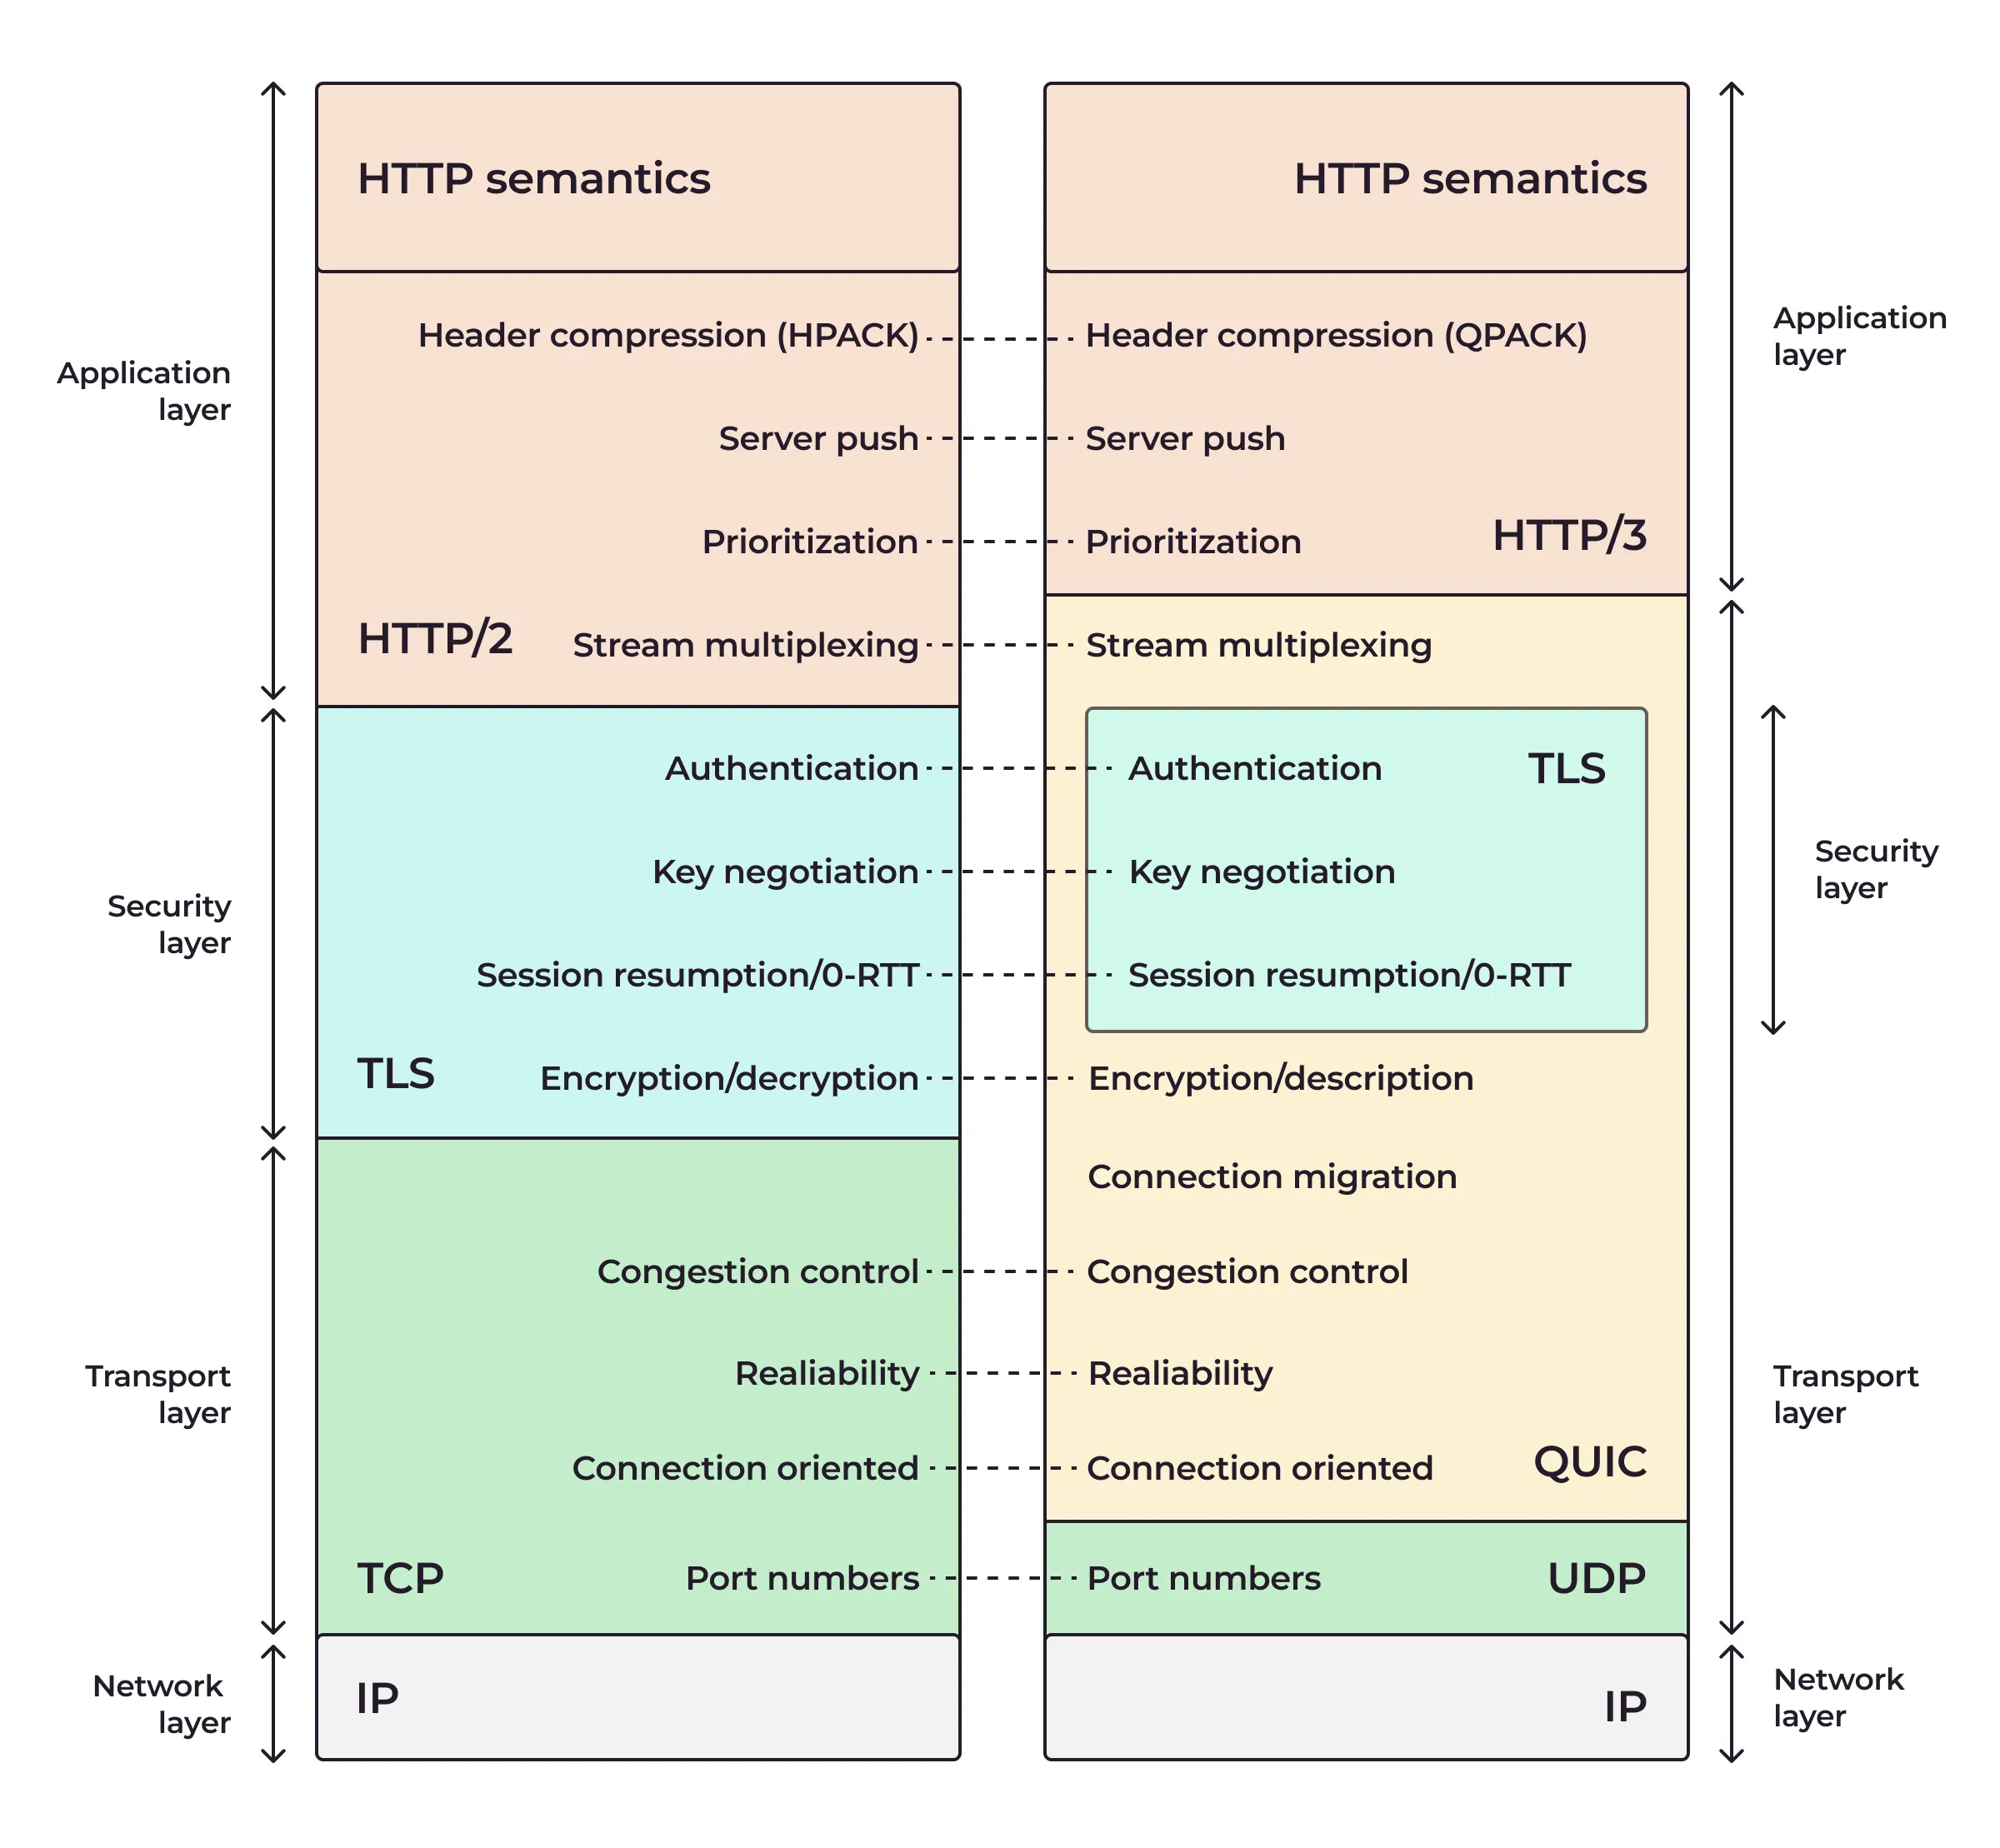 HTTP semantics
HTTP semantics
Header compression (HPACK)
Header compression (QPACK)
Application
layer
Application
layer
Server push
Server push
Prioritization
Prioritization
HTTP/3
HTTP/2
Stream multiplexing
Stream multiplexing
Authentication
Authentication
TLS
Key negotiation
Key negotiation
Security
layer
Security
layer
Session resumption/0-RTT
Session resumption/0-RTT
TLS
Encryption/decryption
Encryption/description
Connection migration
Congestion control
Congestion control
Realiability
Realiability
Transport
layer
Transport
layer
Connection oriented
Connection oriented
QUIC
TCP
Port numbers
Port numbers
UDP
Network
layer
IP
IP
Network
layer